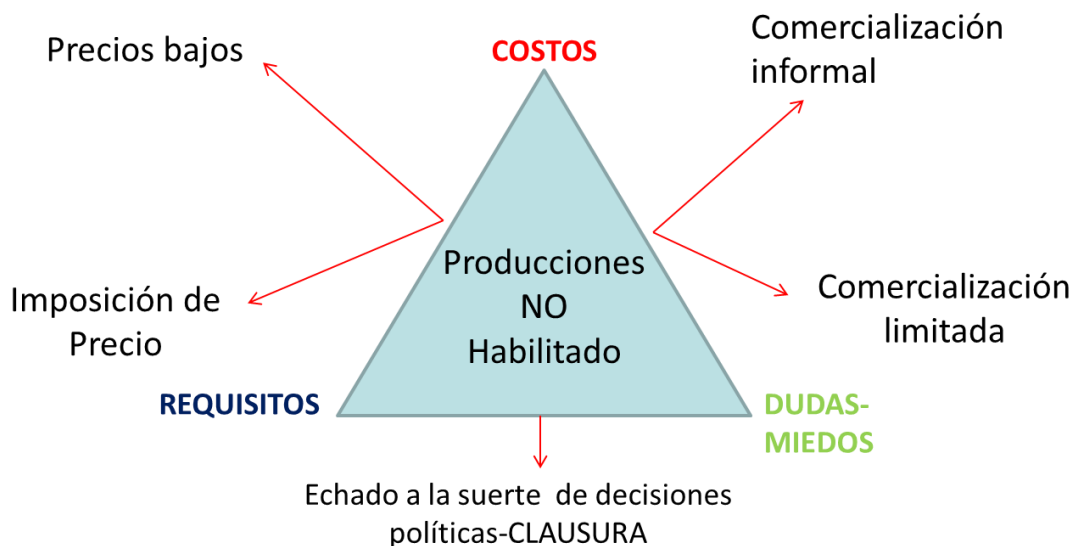 Precios bajos
COSTOS
Comercialización
informal
Producciones
NO
Habilitado
Imposición de
Precio
Comercialización
limitada
REQUISITOS
DUDAS-
MIEDOS
Echado a la suerte de decisiones
políticas-CLAUSURA